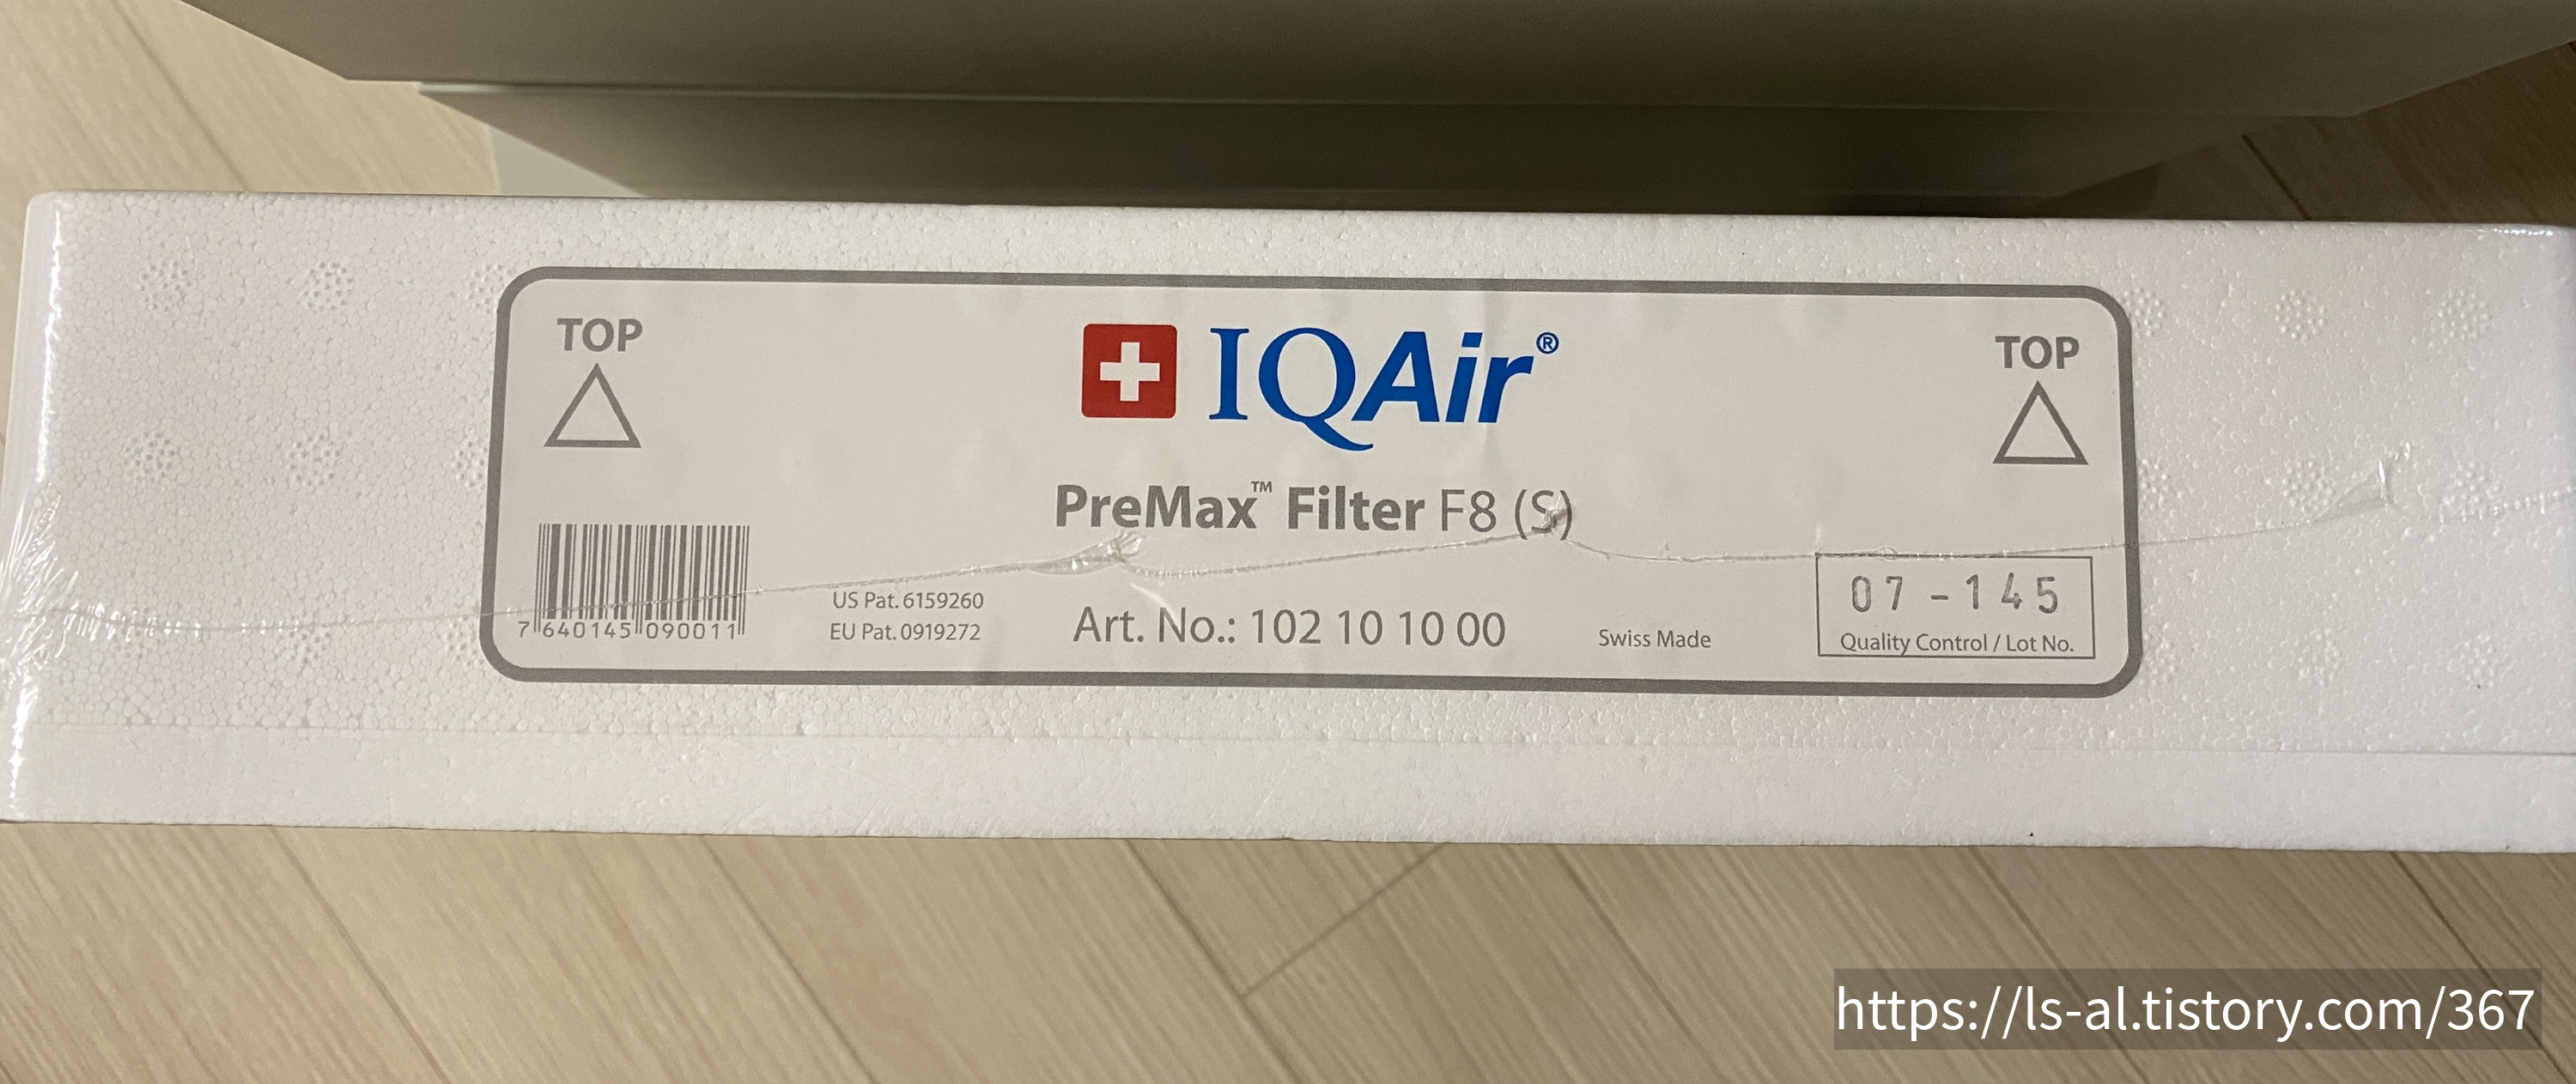 TOP
IQAir®
TOP
PreMax™ Filter F8 (S)
7 640145 090011
US Pat. 6159260
EU Pat. 0919272
Art. No.: 102 10 10 00
Swiss Made
07-145
Quality Control / Lot No.
https://ls-al.tistory.com/367